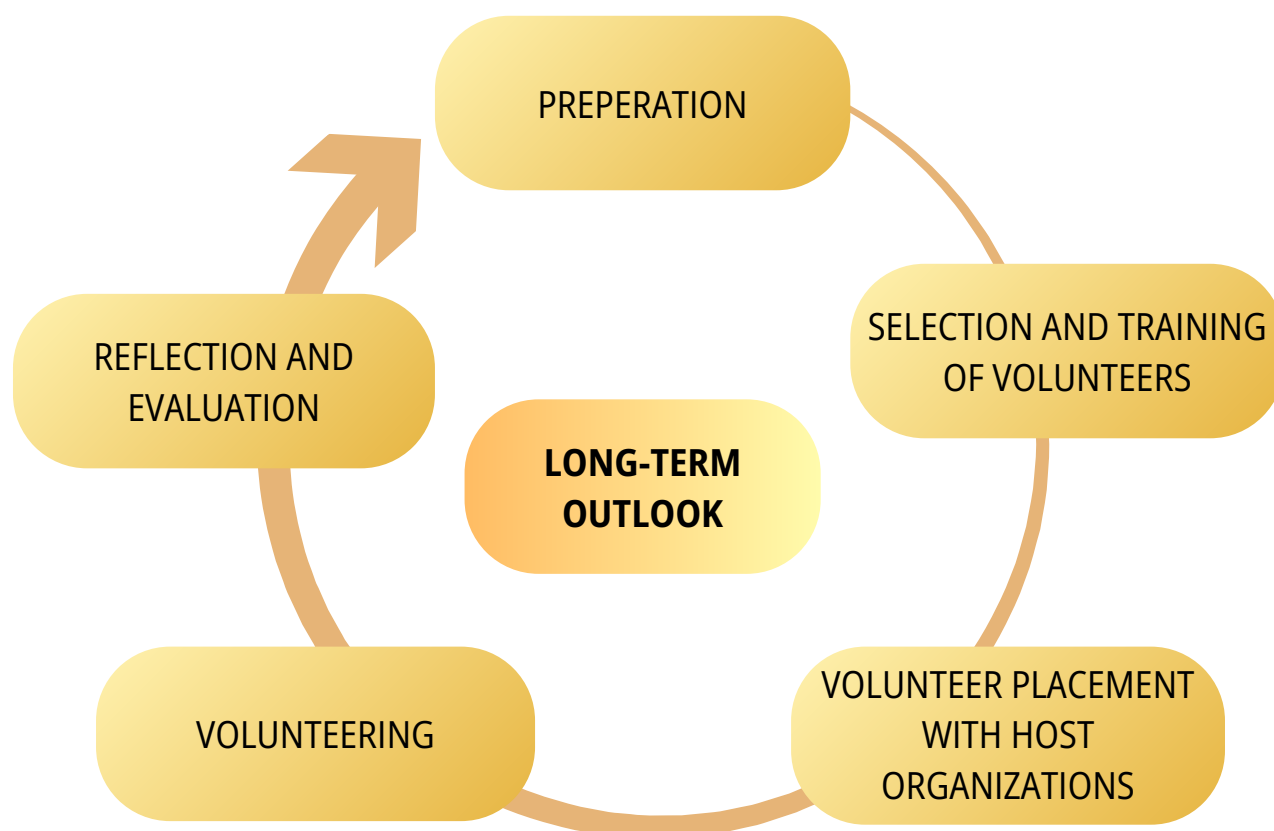 PREPERATION
SELECTION AND TRAINING
OF VOLUNTEERS
VOLUNTEER PLACEMENT
WITH HOST
ORGANIZATIONS
VOLUNTEERING
REFLECTION AND
EVALUATION
LONG-TERM
OUTLOOK